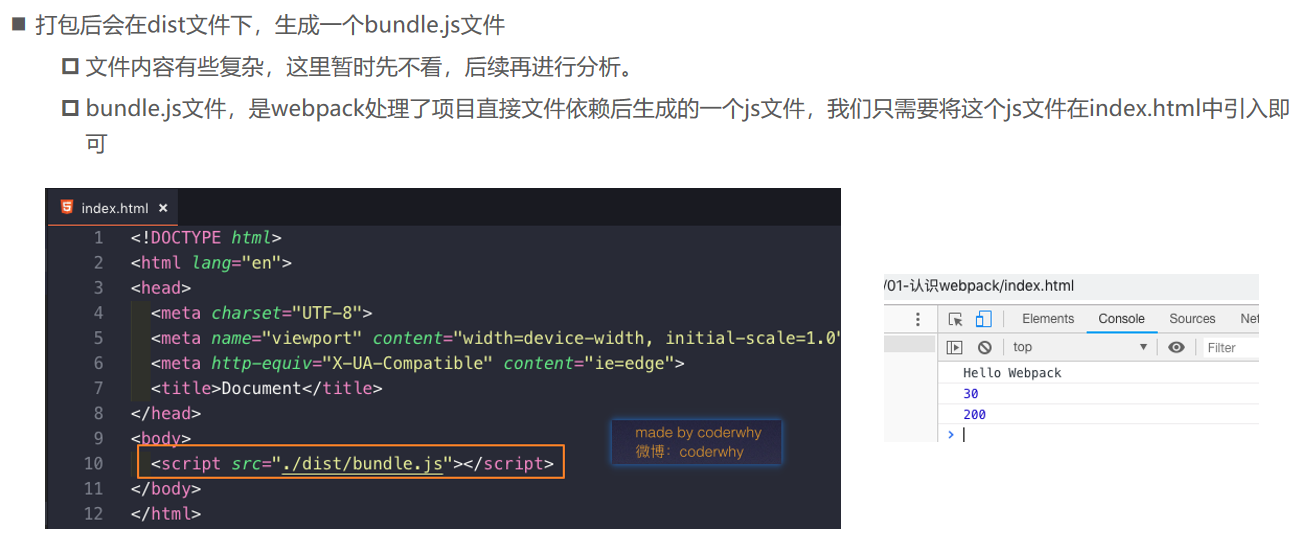 打包后会在dist文件下，生成一个bundle.js文件
文件内容有些复杂，这里暂时先不看，后续再进行分析。
bundle.js文件，是webpack处理了项目直接文件依赖后生成的一个js文件，我们只需要将这个js文件在index.html中引入即
可
index.html ×
1 <!DOCTYPE html>
2 <html lang="en">
3 <head>
4 <meta charset="UTF-8">
5 <meta name="viewport" content="width=device-width, initial-scale=1.0"
6 <meta http-equiv="X-UA-Compatible" content="ie=edge">
7 <title>Document</title>
8 </head>
9 <body>
10 <script src="./dist/bundle.js"></script>
11 </body>
12 </html>
made by coderwhy
微博：coderwhy
/01-认识webpack/index.html
Elements Console Sources Net
top Filter
Hello Webpack
30
200
>